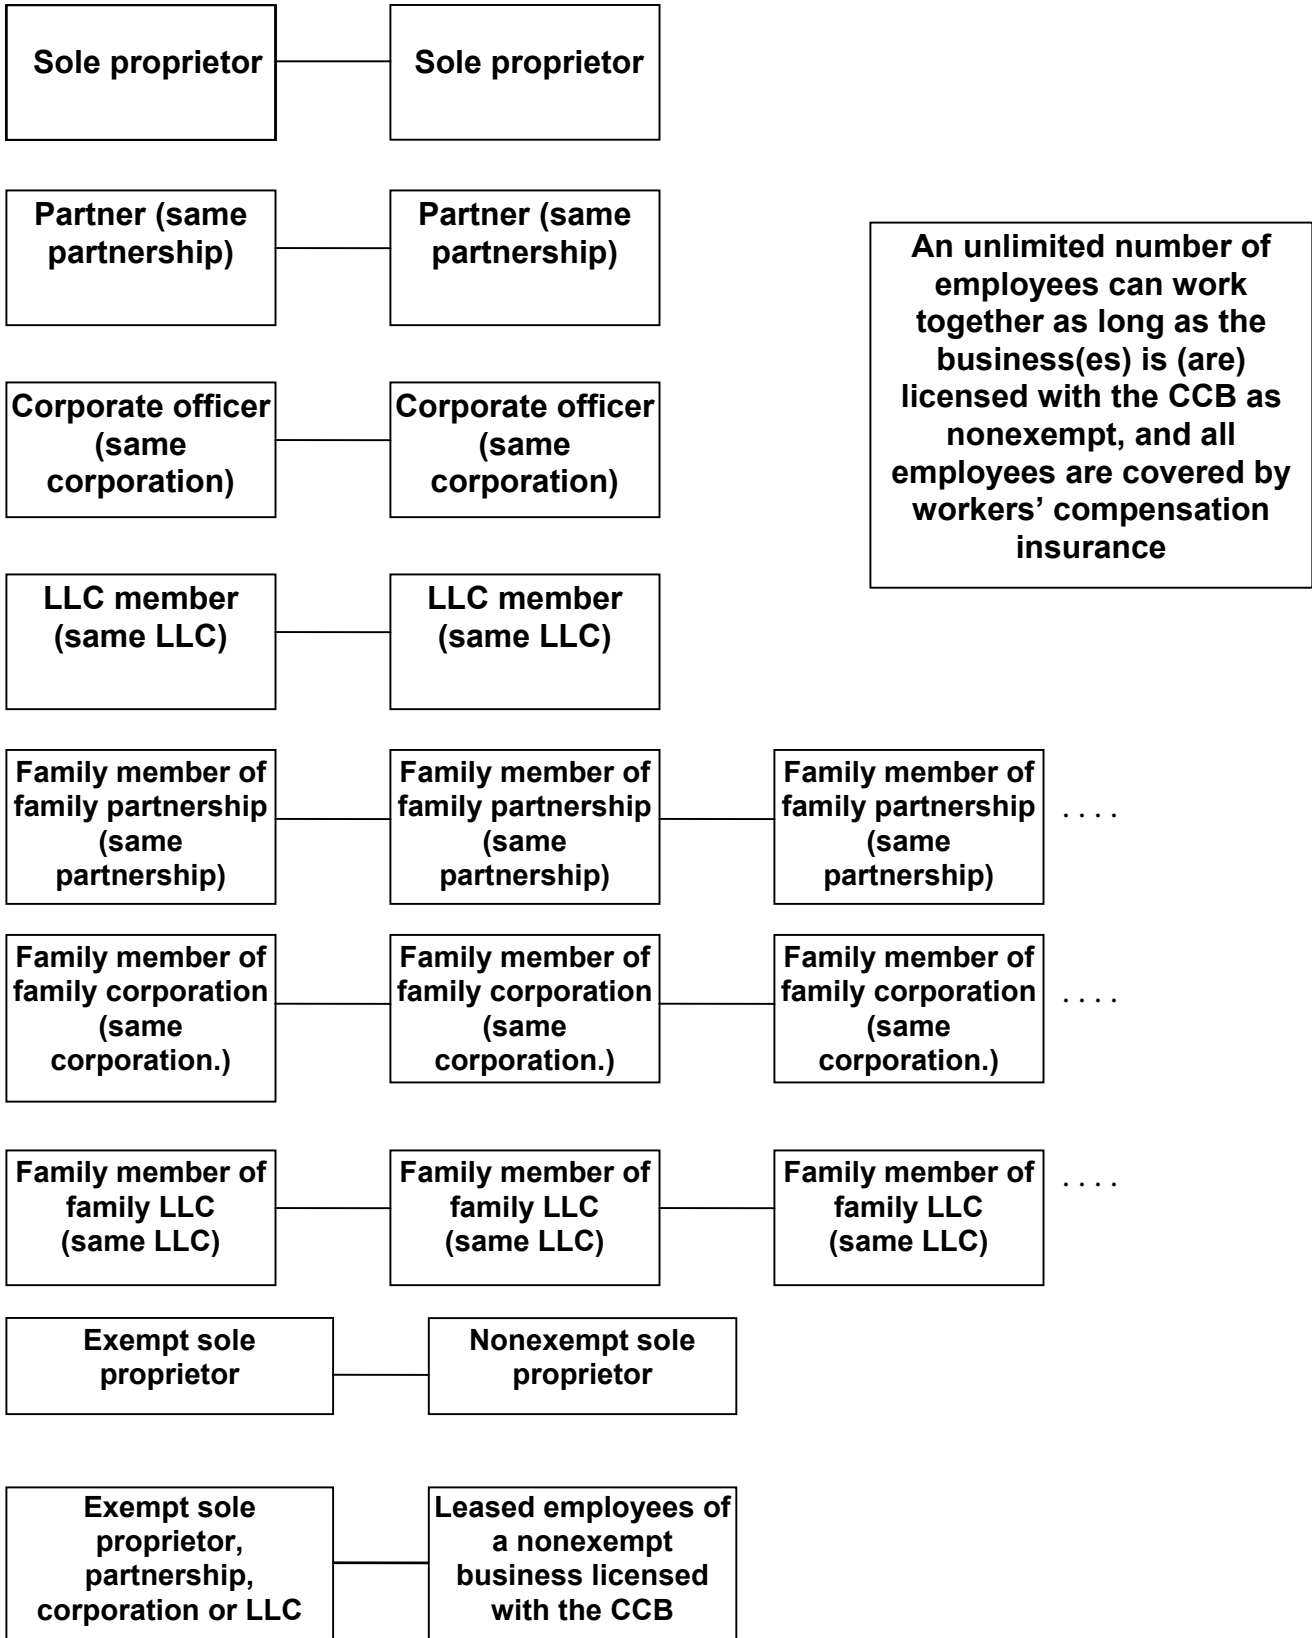 Sole proprietor
Sole proprietor
Partner (same
partnership)
Partner (same
partnership)
An unlimited number of
employees can work
together as long as the
business(es) is (are)
licensed with the CCB as
nonexempt, and all
employees are covered by
workers’ compensation
insurance
Corporate officer
(same
corporation)
Corporate officer
(same
corporation)
LLC member
(same LLC)
LLC member
(same LLC)
Family member of
family partnership
(same
partnership)
Family member of
family partnership
(same
partnership)
Family member of
family partnership
(same
partnership)
. . . .
Family member of
family corporation
(same
corporation.)
Family member of
family corporation
(same
corporation.)
Family member of
family corporation
(same
corporation.)
. . . .
Family member of
family LLC
(same LLC)
Family member of
family LLC
(same LLC)
Family member of
family LLC
(same LLC)
. . . .
Exempt sole
proprietor
Nonexempt sole
proprietor
Exempt sole
proprietor,
partnership,
corporation or LLC
Leased employees of
a nonexempt
business licensed
with the CCB